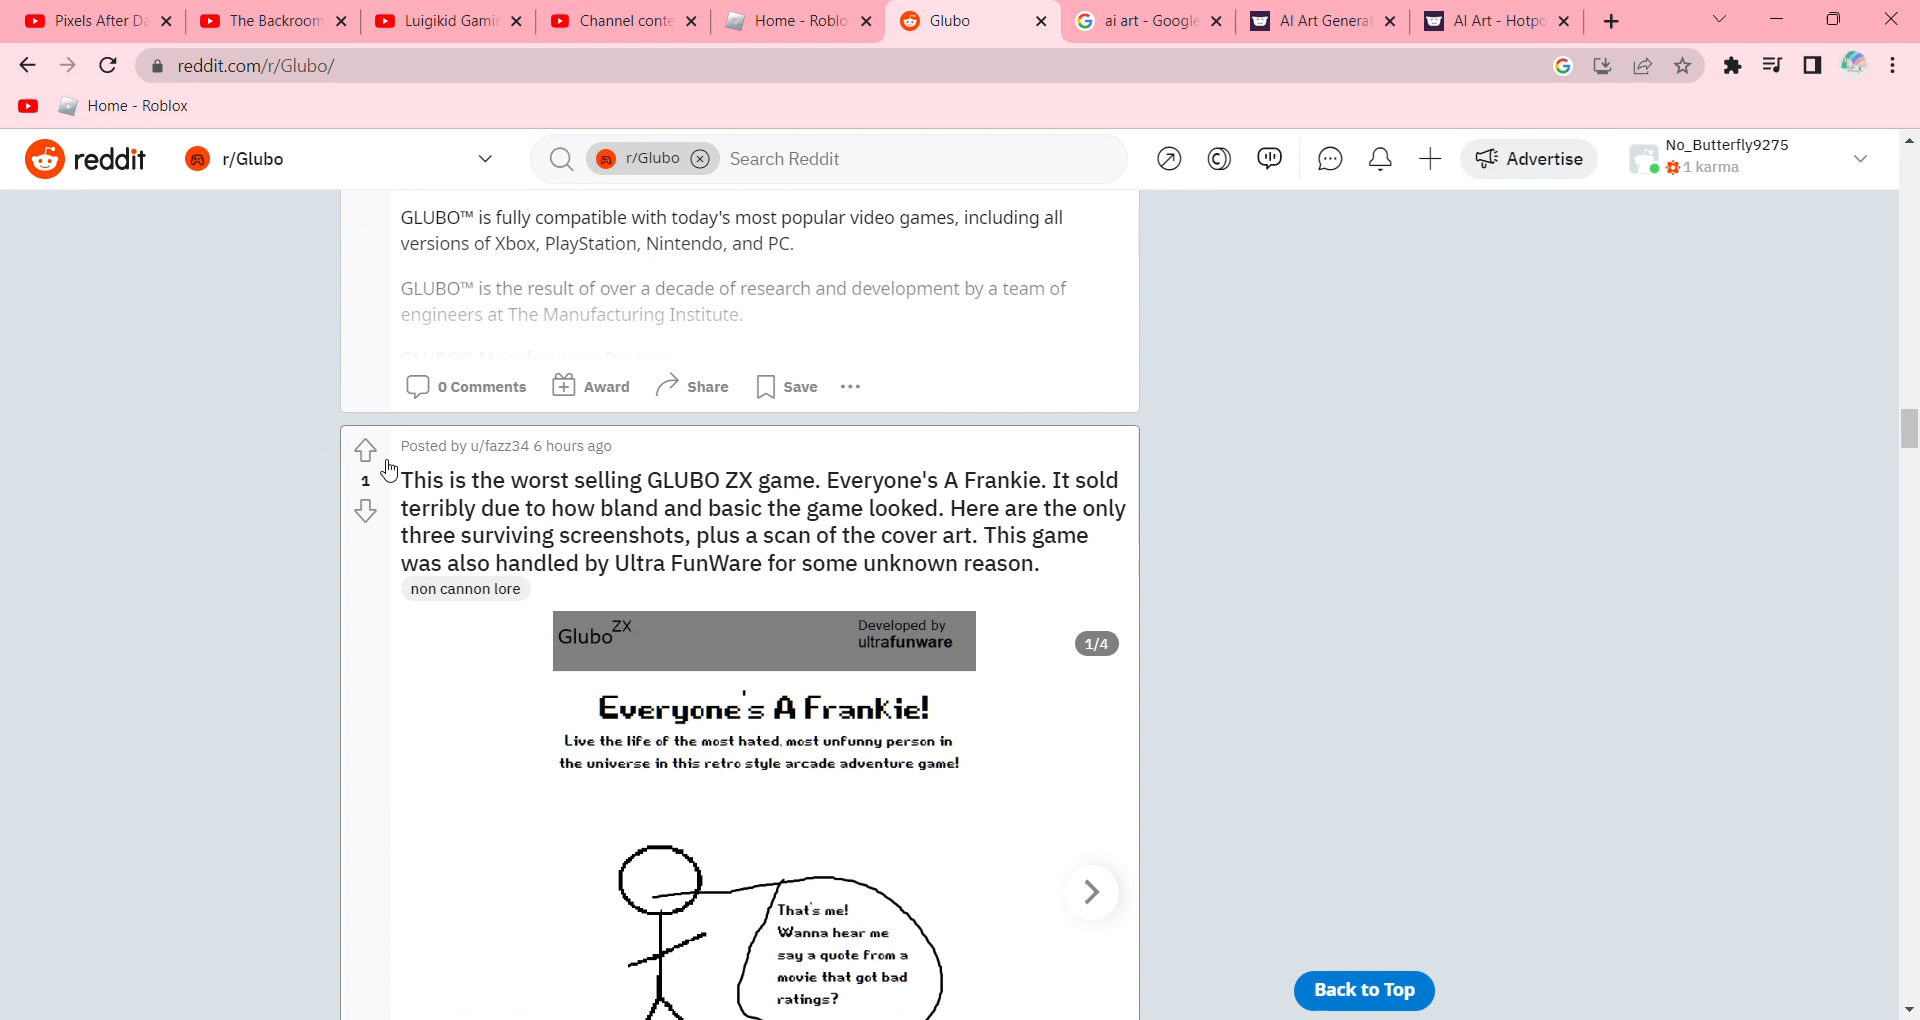 Pixels After Da
The Backroom
Luigikid Gamin
Channel conte
Home - Roblo
Glubo
ai art - Google
AI Art Generat
AI Art - Hotpo
reddit.com/r/Glubo/
Home - Roblox
reddit
r/Glubo
r/Glubo
Search Reddit
Advertise
No_Butterfly9275
1 karma
GLUBO™ is fully compatible with today's most popular video games, including all
versions of Xbox, PlayStation, Nintendo, and PC.
GLUBO™ is the result of over a decade of research and development by a team of
engineers at The Manufacturing Institute.
GLUBO™ Manufacturing Process
0 Comments
Award
Share
Save
Posted by u/fazz34 6 hours ago
1
This is the worst selling GLUBO ZX game. Everyone's A Frankie. It sold
terribly due to how bland and basic the game looked. Here are the only
three surviving screenshots, plus a scan of the cover art. This game
was also handled by Ultra FunWare for some unknown reason.
non cannon lore
Glubo ZX
Developed by
ultrafunware
1/4
Everyone's A Frankie!
Live the life of the most hated, most unfunny person in
the universe in this retro style arcade adventure game!
That's me!
Wanna hear me
say a quote from a
movie that got bad
ratings?
Back to Top